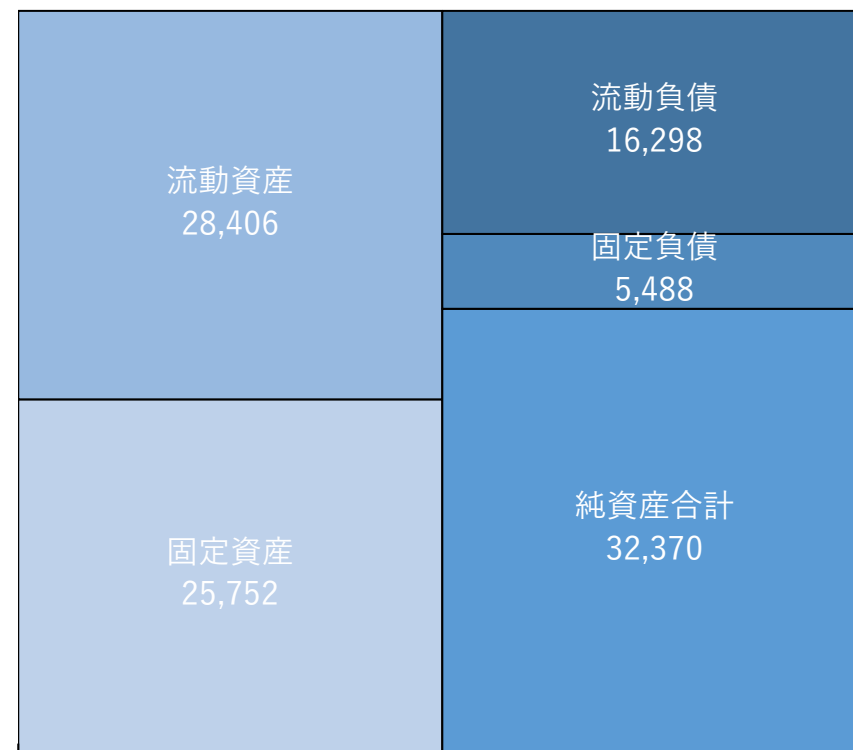 流動資産
28,406
固定資産
25,752
流動負債
16,298
固定負債
5,488
純資産合計
32,370